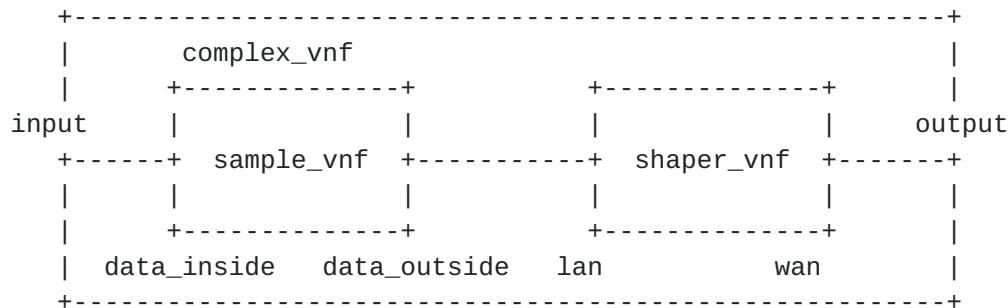 complex_vnf
input output
sample_vnf shaper_vnf
data_inside data_outside lan wan